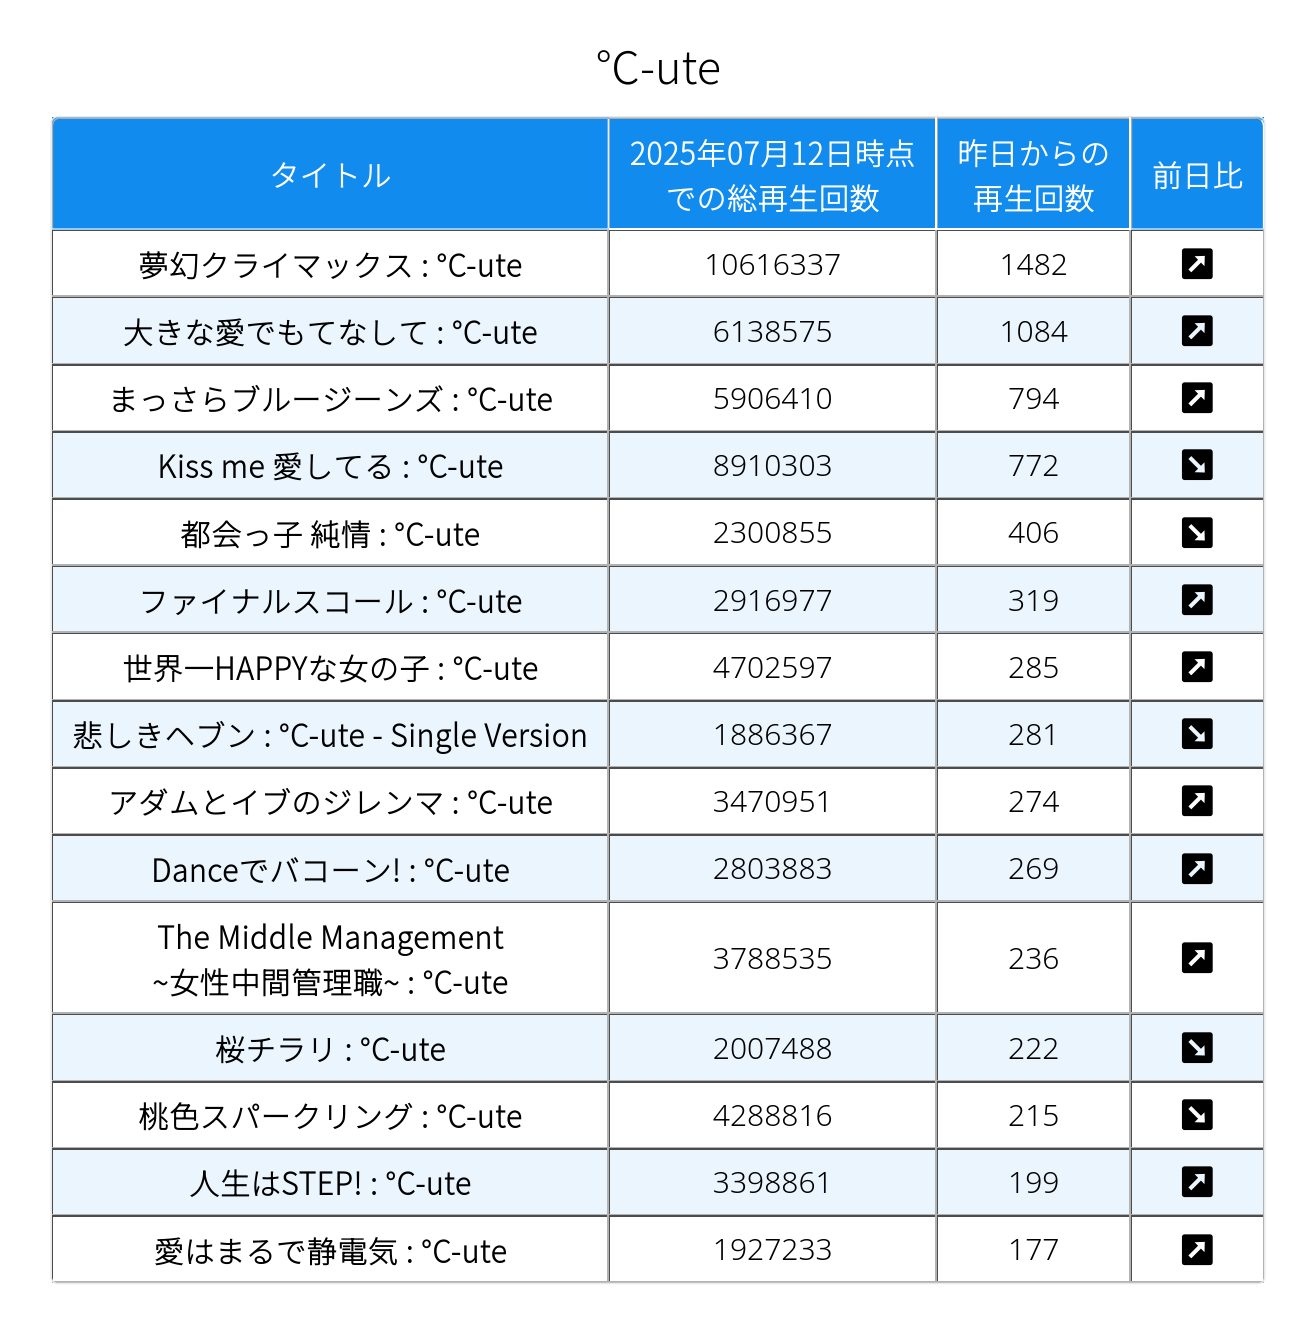 °C-ute
タイトル
2025年07月12日時点
での総再生回数
昨日からの
再生回数
前日比
夢幻クライマックス : °C-ute 10616337 1482 ↗
大きな愛でもてなして : °C-ute 6138575 1084 ↗
まっさらブルージーンズ : °C-ute 5906410 794 ↗
Kiss me 愛してる : °C-ute 8910303 772 ↘
都会っ子 純情 : °C-ute 2300855 406 ↘
ファイナルスコール : °C-ute 2916977 319 ↗
世界一HAPPYな女の子 : °C-ute 4702597 285 ↗
悲しきヘブン : °C-ute - Single Version 1886367 281 ↘
アダムとイブのジレンマ : °C-ute 3470951 274 ↗
Danceでバコーン! : °C-ute 2803883 269 ↗
The Middle Management
~女性中間管理職~ : °C-ute 3788535 236 ↗
桜チラリ : °C-ute 2007488 222 ↘
桃色スパークリング : °C-ute 4288816 215 ↘
人生はSTEP! : °C-ute 3398861 199 ↗
愛はまるで静電気 : °C-ute 1927233 177 ↗